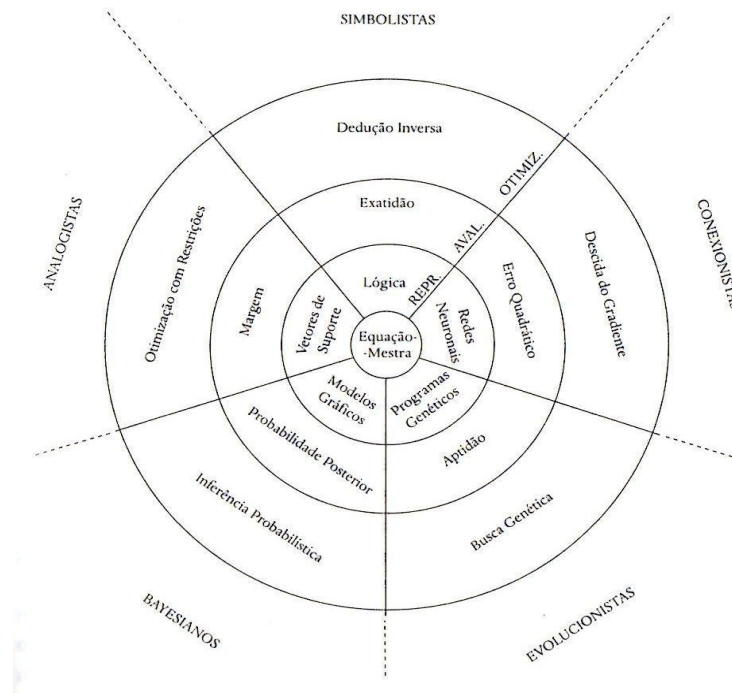 SIMBOLISTAS
Dedução Inversa
OTIMIZ.
Exatidão
AVAL.
Lógica
REPR.
ANALOGISTAS
Otimização com Restrições
Margem
Vetores de
Suporte
Equação-
-Mestra
Redes
Neuronais
Erro Quadrático
Descida do Gradiente
CONEXIONISTAS
Modelos
Gráficos
Programas
Genéticos
Probabilidade Posterior
Aptidão
Inferência Probabilística
Busca Genética
BAYESIANOS
EVOLUCIONISTAS